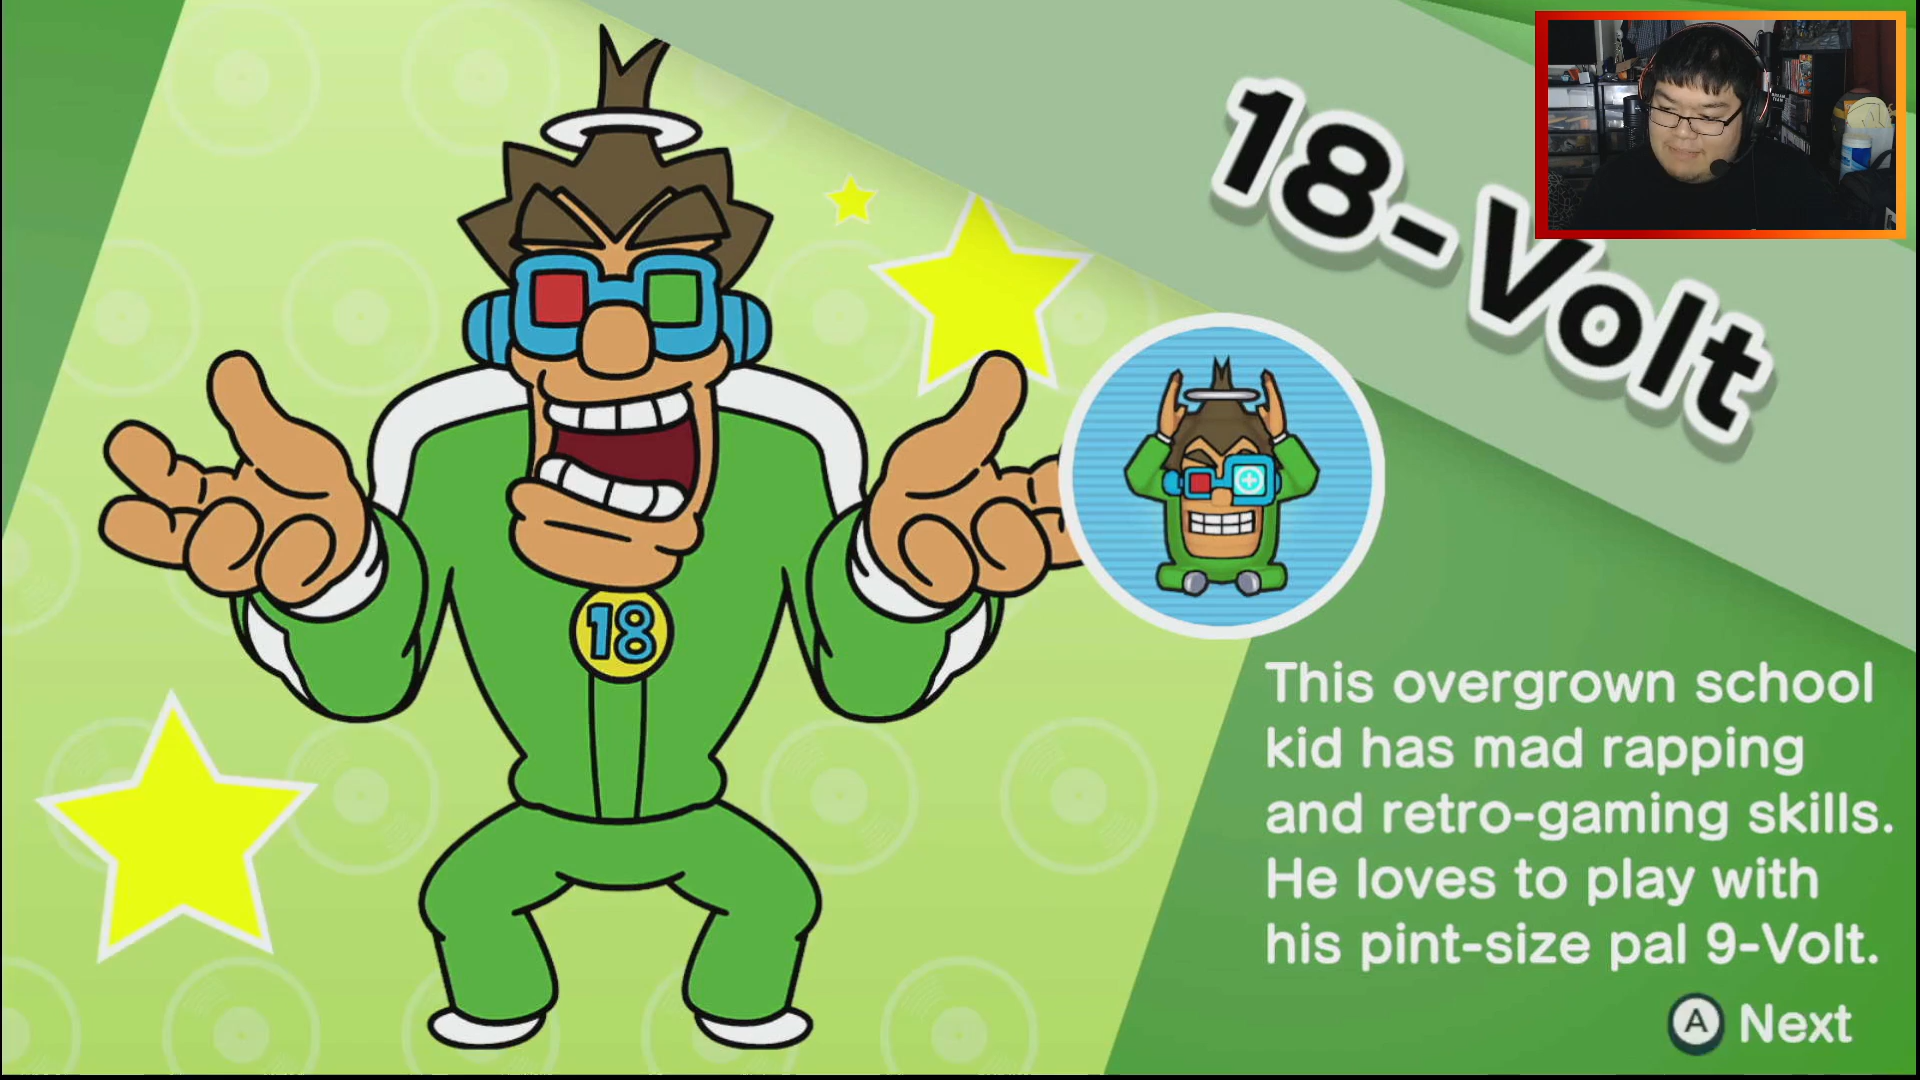 18-Volt
18
This overgrown school
kid has mad rapping
and retro-gaming skills.
He loves to play with
his pint-size pal 9-Volt.
A Next